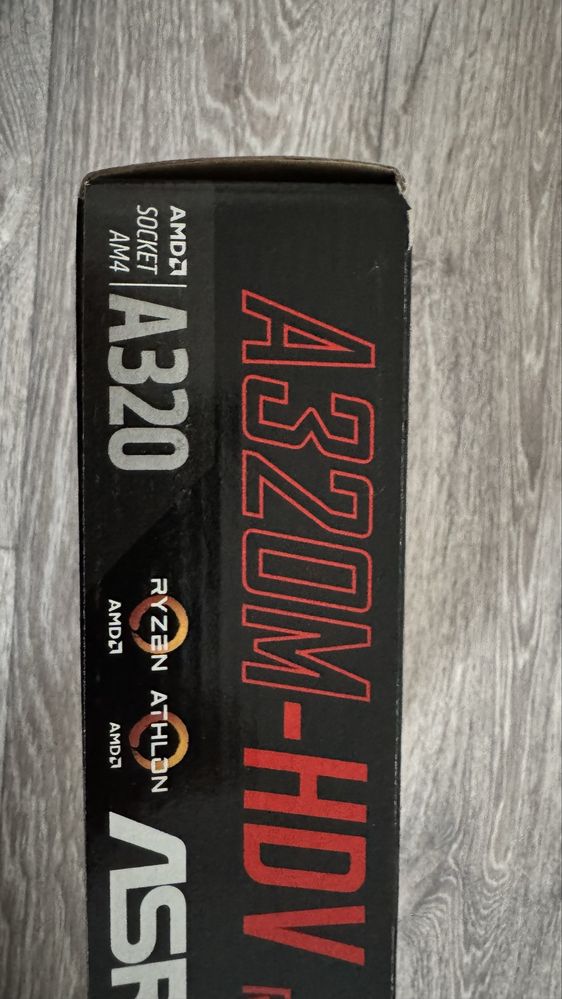 AMD
SOCKET
AM4
A320
A320M-HDV
RYZEN
AMD
ATHLON
AMD